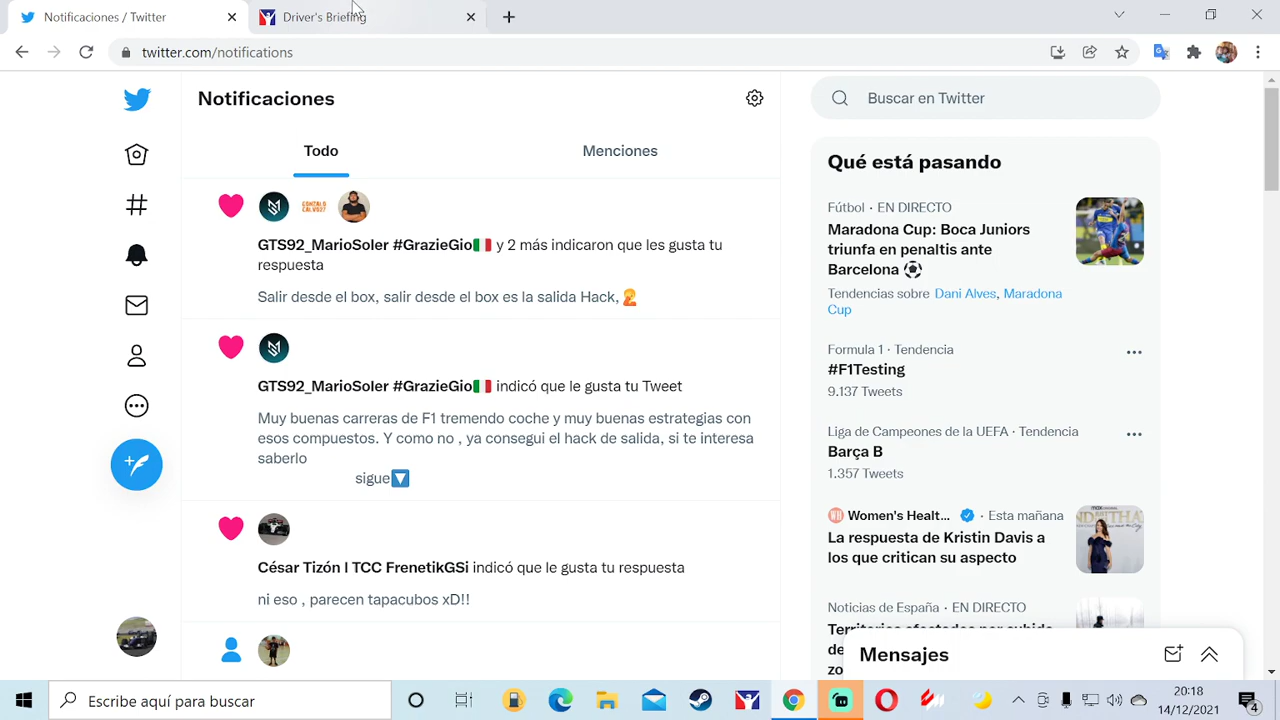 Notificaciones / Twitter
Driver's Briefing
twitter.com/notifications
Notificaciones
Todo
Menciones
GONZALO
CALVO27
GTS92_MarioSoler #GrazieGio🇮🇹 y 2 más indicaron que les gusta tu
respuesta
Salir desde el box, salir desde el box es la salida Hack,🤦
GTS92_MarioSoler #GrazieGio🇮🇹 indicó que le gusta tu Tweet
Muy buenas carreras de F1 tremendo coche y muy buenas estrategias con
esos compuestos. Y como no , ya consegui el hack de salida, si te interesa
saberlo
sigue🔽
César Tizón l TCC FrenetikGSi indicó que le gusta tu respuesta
ni eso , parecen tapacubos xD!!
Buscar en Twitter
Qué está pasando
Fútbol · EN DIRECTO
Maradona Cup: Boca Juniors
triunfa en penaltis ante
Barcelona ⚽
Tendencias sobre Dani Alves, Maradona
Cup
Formula 1 · Tendencia
#F1Testing
9.137 Tweets
Liga de Campeones de la UEFA · Tendencia
Barça B
1.357 Tweets
Women's Healt... · Esta mañana
La respuesta de Kristin Davis a
los que critican su aspecto
Noticias de España · EN DIRECTO
Mensajes
Escribe aquí para buscar
20:18
14/12/2021
4